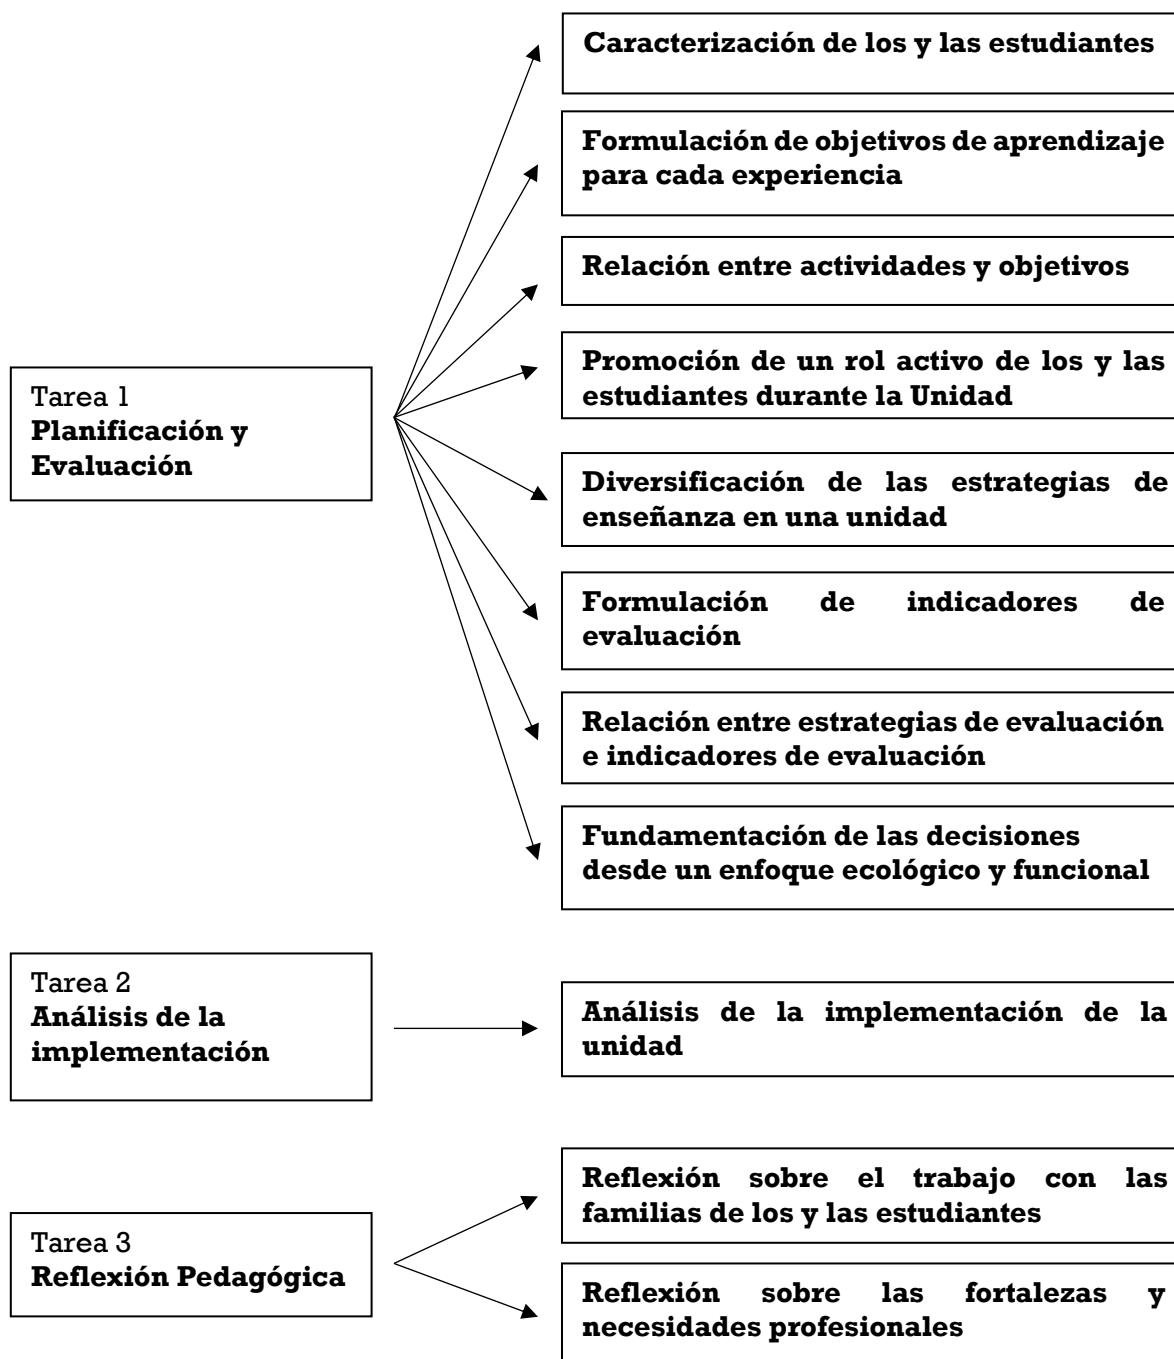 Caracterización de los y las estudiantes
Formulación de objetivos de aprendizaje
para cada experiencia
Relación entre actividades y objetivos
Tarea 1
Planificación y
Evaluación
Promoción de un rol activo de los y las
estudiantes durante la Unidad
Diversificación de las estrategias de
enseñanza en una unidad
Formulación de indicadores de
evaluación
Relación entre estrategias de evaluación
e indicadores de evaluación
Fundamentación de las decisiones
desde un enfoque ecológico y funcional
Tarea 2
Análisis de la
implementación
Análisis de la implementación de la
unidad
Tarea 3
Reflexión Pedagógica
Reflexión sobre el trabajo con las
familias de los y las estudiantes
Reflexión sobre las fortalezas y
necesidades profesionales